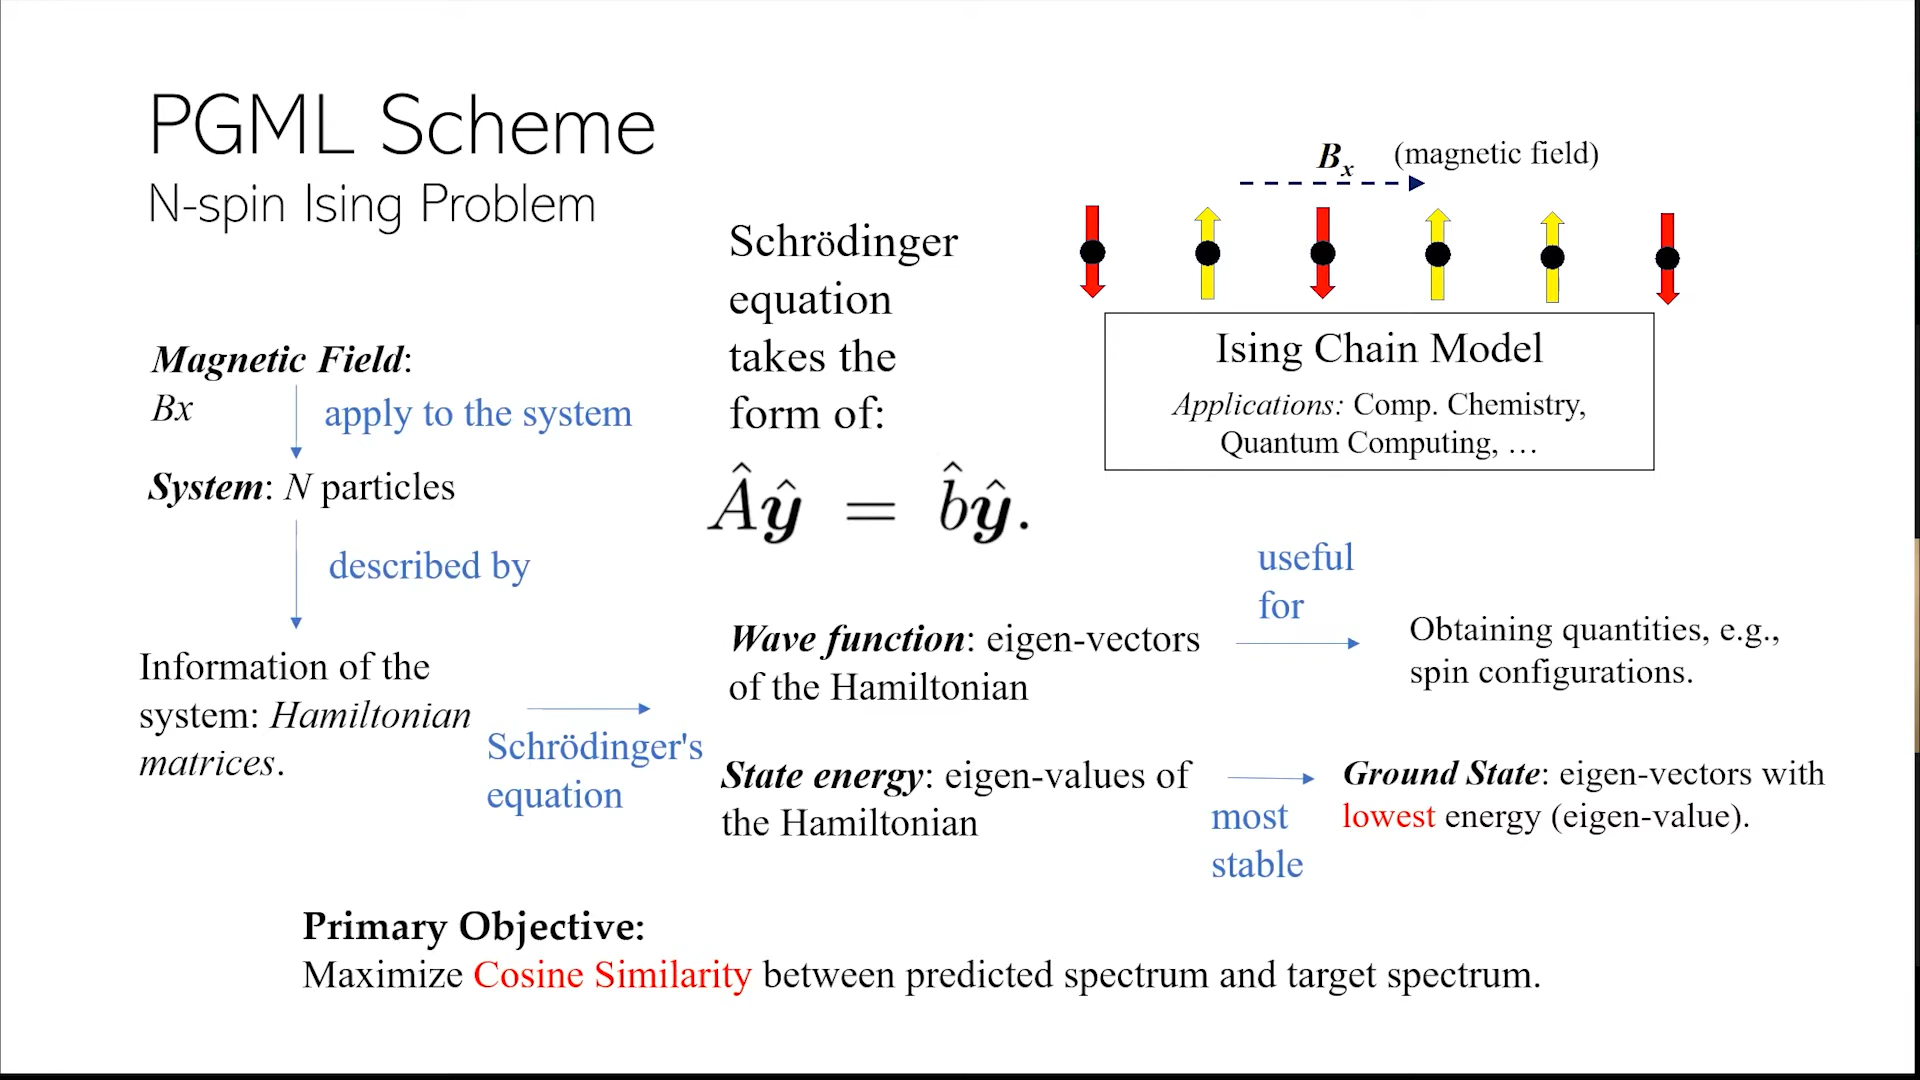 PGML Scheme
N-spin Ising Problem
Magnetic Field:
Bx
apply to the system
System: N particles
described by
Information of the
system: Hamiltonian
matrices.
Schrödinger's
equation
Schrödinger
equation
takes the
form of:
Âŷ = b̂ŷ.
Wave function: eigen-vectors
of the Hamiltonian
State energy: eigen-values of
the Hamiltonian
Bx (magnetic field)
Ising Chain Model
Applications: Comp. Chemistry,
Quantum Computing, …
useful
for
Obtaining quantities, e.g.,
spin configurations.
most
stable
Ground State: eigen-vectors with
lowest energy (eigen-value).
Primary Objective:
Maximize Cosine Similarity between predicted spectrum and target spectrum.